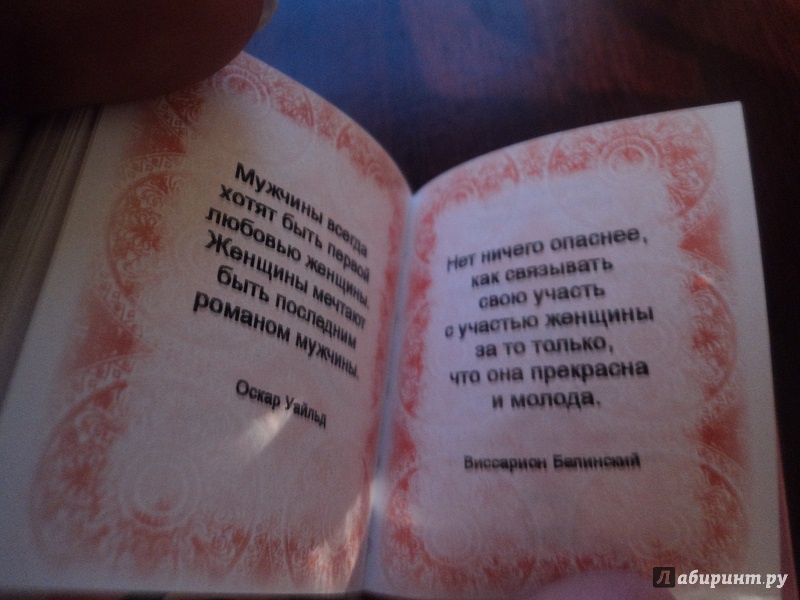 Мужчины всегда
хотят быть первой
любовью женщины.
Женщины мечтают
быть последним
романом мужчины.
Оскар Уайльд
Нет ничего опаснее,
как связывать
свою участь
с участью женщины
за то только,
что она прекрасна
и молода.
Виссарион Белинский
Лабиринт.ру